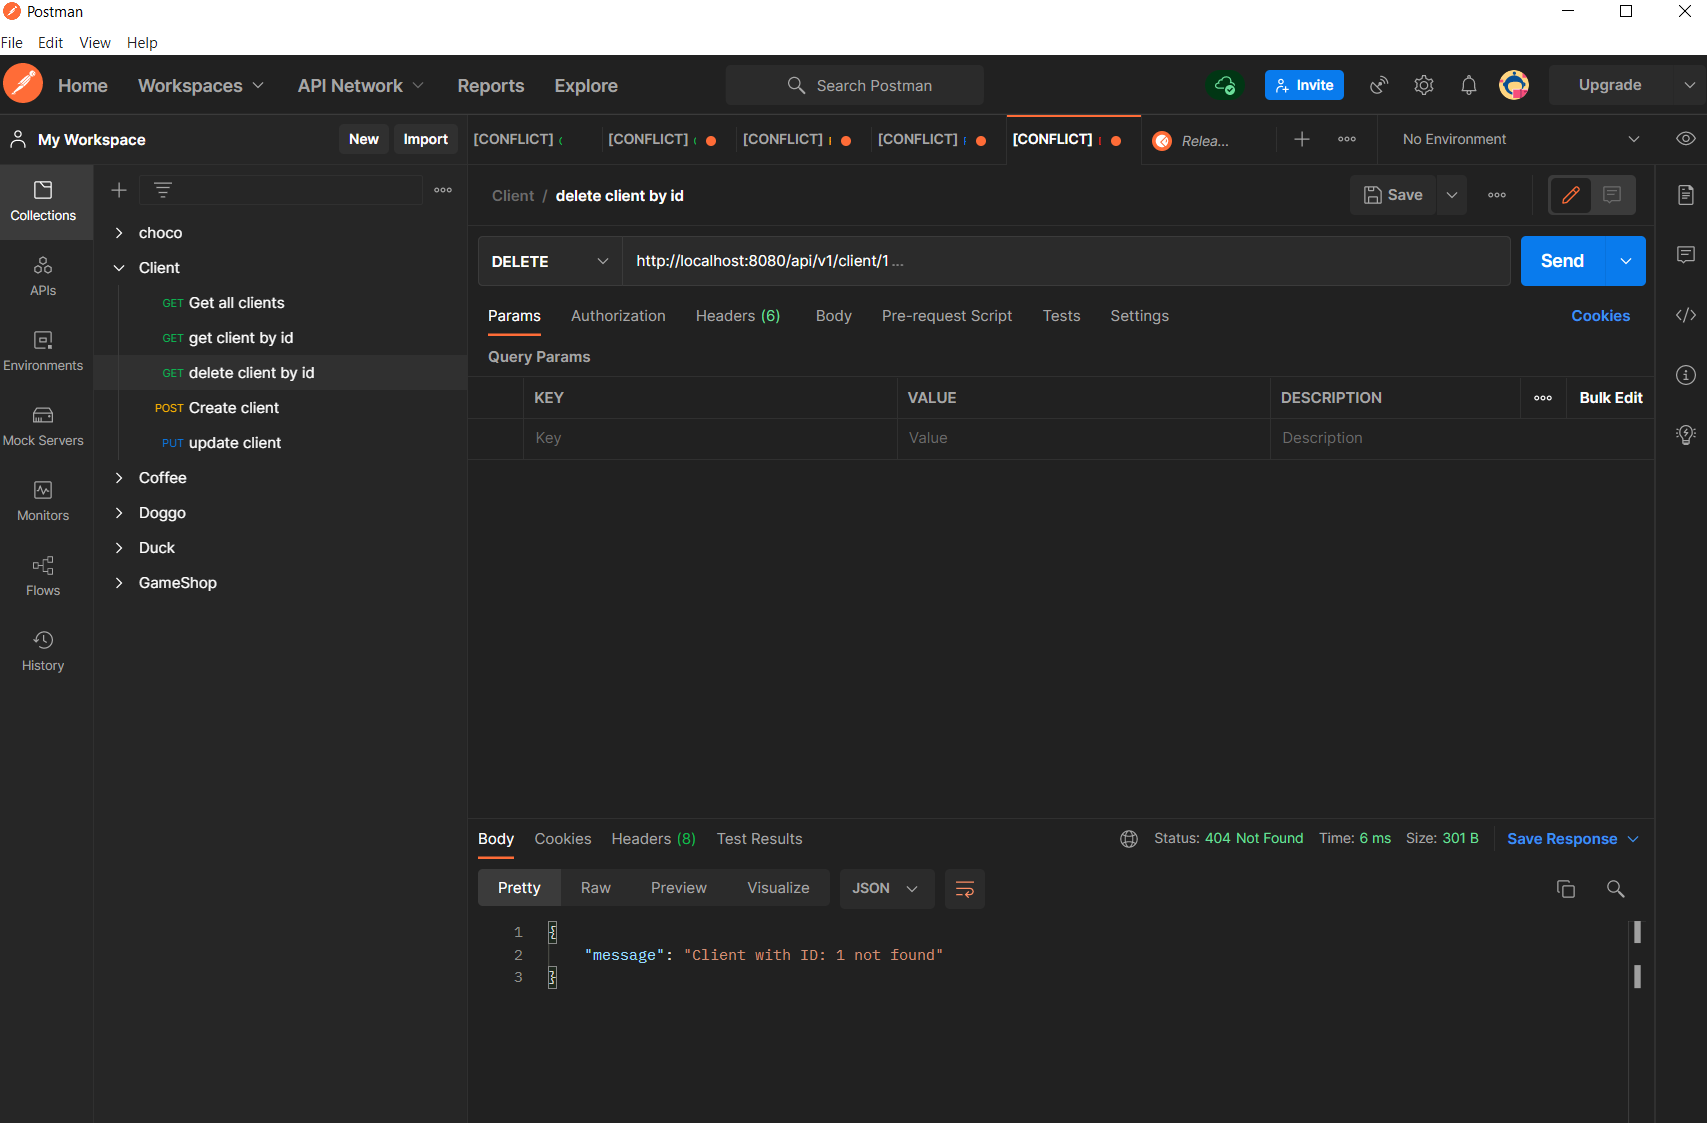 Postman
File Edit View Help
Home Workspaces API Network Reports Explore Search Postman Invite Upgrade
My Workspace New Import
[CONFLICT] [CONFLICT] [CONFLICT] [CONFLICT] [CONFLICT] Relea... No Environment
Collections
APIs
Environments
Mock Servers
Monitors
Flows
History
choco
Client
GET Get all clients
GET get client by id
GET delete client by id
POST Create client
PUT update client
Coffee
Doggo
Duck
GameShop
Client / delete client by id Save
DELETE http://localhost:8080/api/v1/client/1 ... Send
Params Authorization Headers (6) Body Pre-request Script Tests Settings Cookies
Query Params
KEY VALUE DESCRIPTION Bulk Edit
Key Value Description
Body Cookies Headers (8) Test Results Status: 404 Not Found Time: 6 ms Size: 301 B Save Response
Pretty Raw Preview Visualize JSON
1 {
2 "message": "Client with ID: 1 not found"
3 }